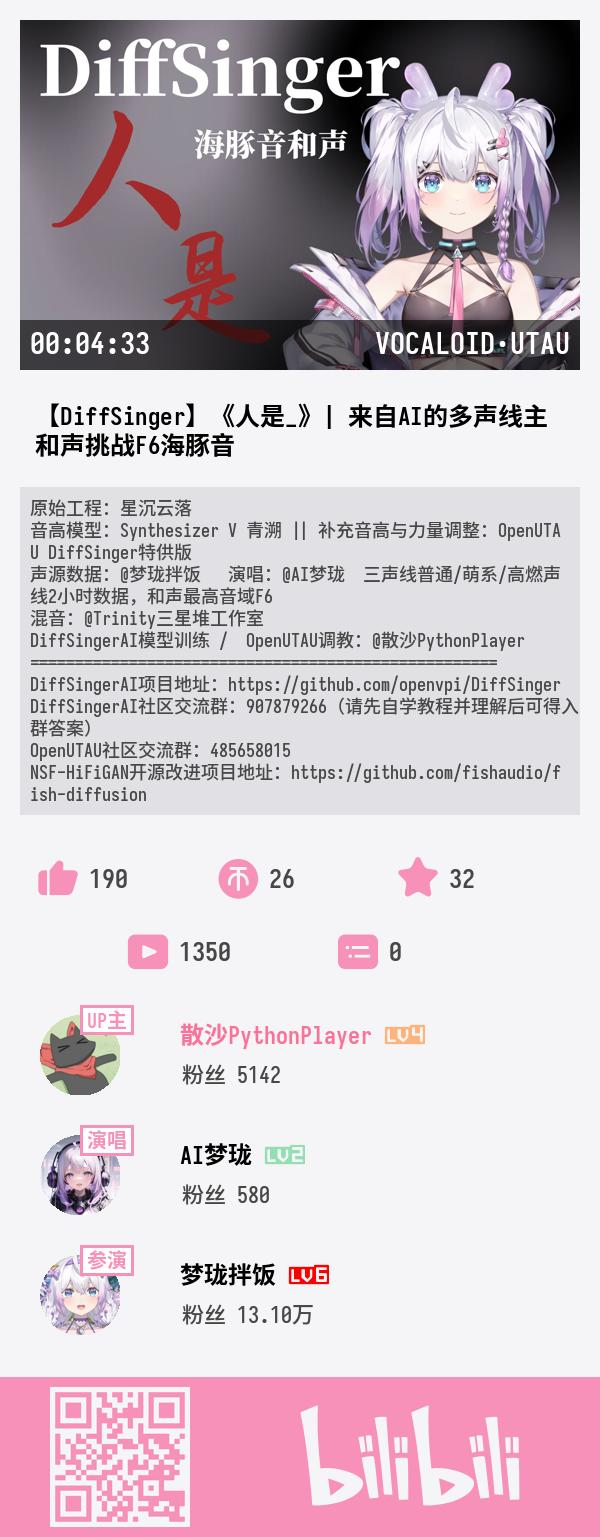 DiffSinger
海豚音和声
人
是
00:04:33
VOCALOID·UTAU
【DiffSinger】《人是_》| 来自AI的多声线主
和声挑战F6海豚音
原始工程：星沉云落
音高模型：Synthesizer V 青溯 || 补充音高与力量调整：OpenUTA
U DiffSinger特供版
声源数据：@梦珑拌饭   演唱：@AI梦珑  三声线普通/萌系/高燃声
线2小时数据，和声最高音域F6
混音：@Trinity三星堆工作室
DiffSingerAI模型训练 /  OpenUTAU调教：@散沙PythonPlayer
====================================================
DiffSingerAI项目地址：https://github.com/openvpi/DiffSinger
DiffSingerAI社区交流群：907879266（请先自学教程并理解后可得入
群答案）
OpenUTAU社区交流群：485658015
NSF-HiFiGAN开源改进项目地址：https://github.com/fishaudio/f
ish-diffusion
190
26
32
1350
0
UP主
散沙PythonPlayer LV4
粉丝 5142
演唱
AI梦珑 LV2
粉丝 580
参演
梦珑拌饭 LV6
粉丝 13.10万
bilibili